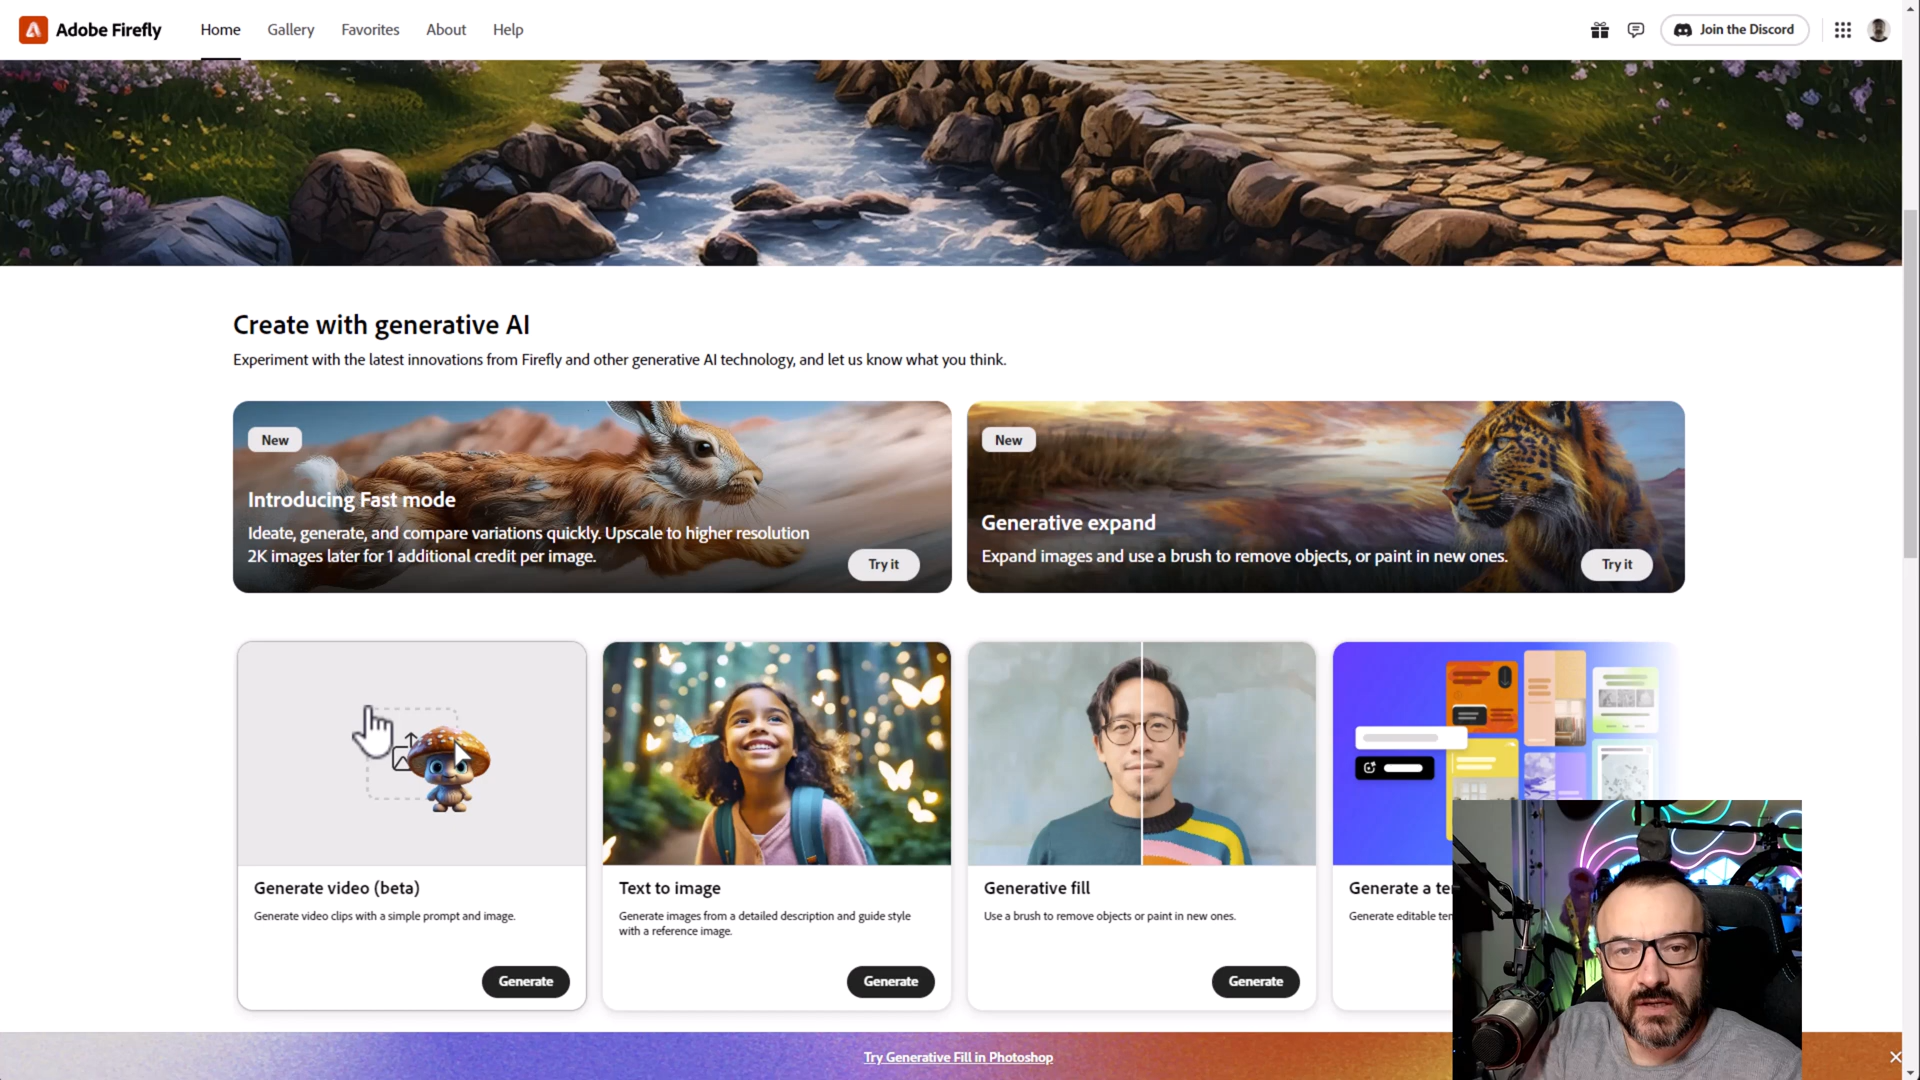 Adobe Firefly
Home
Gallery
Favorites
About
Help
Join the Discord
Create with generative AI
Experiment with the latest innovations from Firefly and other generative AI technology, and let us know what you think.
New
Introducing Fast mode
Ideate, generate, and compare variations quickly. Upscale to higher resolution
2K images later for 1 additional credit per image.
Try it
New
Generative expand
Expand images and use a brush to remove objects, or paint in new ones.
Try it
Generate video (beta)
Generate video clips with a simple prompt and image.
Generate
Text to image
Generate images from a detailed description and guide style
with a reference image.
Generate
Generative fill
Use a brush to remove objects or paint in new ones.
Generate
Generate a te
Generate editable
Try Generative Fill in Photoshop